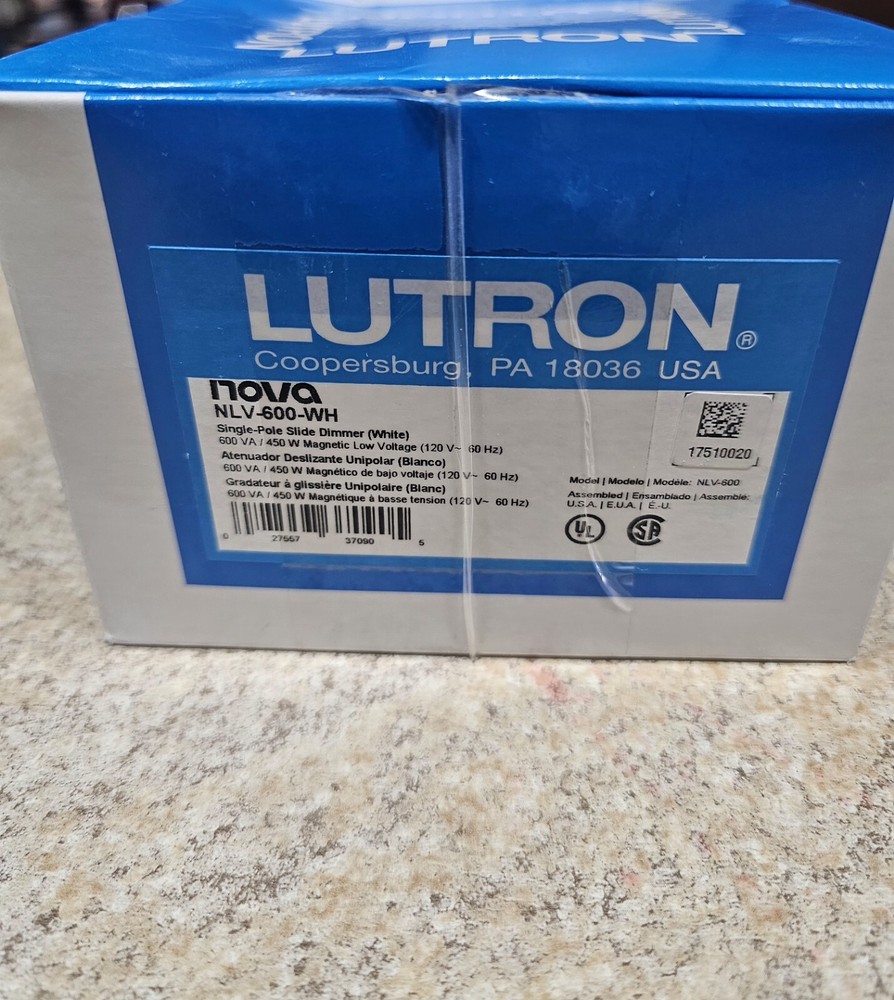 LUTRON
LUTRON®
Coopersburg, PA 18036 USA
nova
NLV-600-WH
Single-Pole Slide Dimmer (White)
600 VA / 450 W Magnetic Low Voltage (120 V~ 60 Hz)
Atenuador Deslizante Unipolar (Blanco)
600 VA / 450 W Magnético de bajo voltaje (120 V~ 60 Hz)
Gradateur à glissière Unipolaire (Blanc)
600 VA / 450 W Magnétique à basse tension (120 V~ 60 Hz)
0 27557 37090 5
17510020
Model | Modelo | Modèle: NLV-600
Assembled | Ensamblado | Assemblé:
U.S.A. | E.U.A. | É.-U.
UL
SA